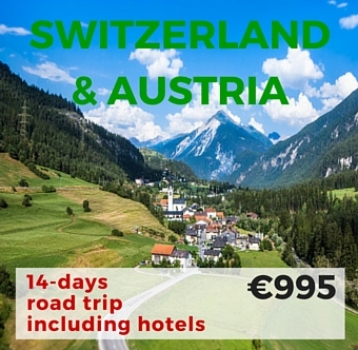 SWITZERLAND
& AUSTRIA
14-days
road trip
including hotels
€995